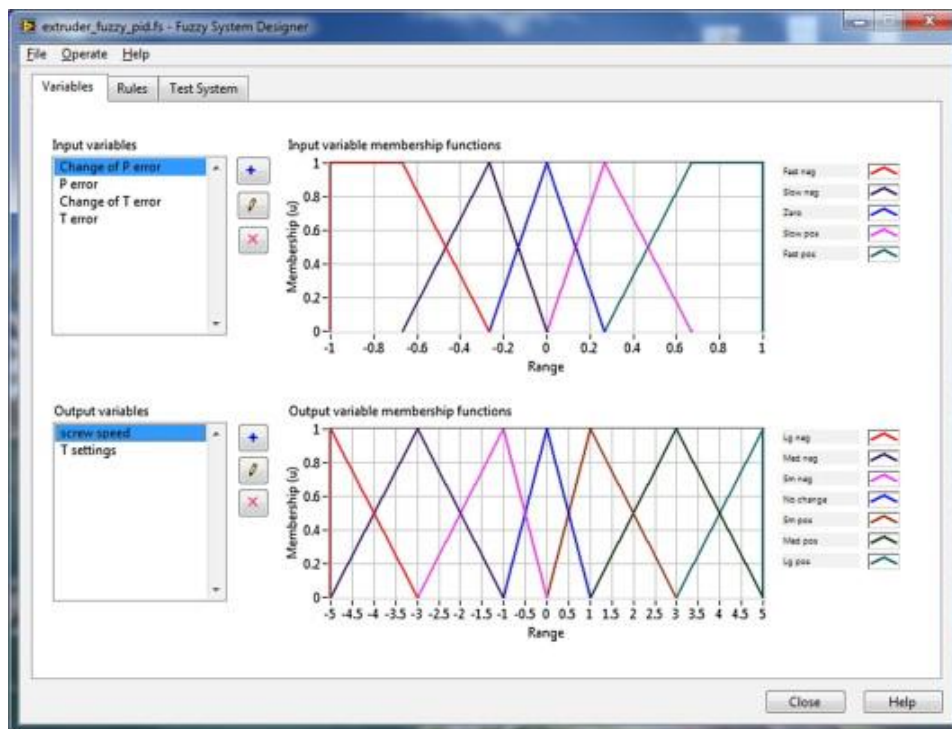 extruder_fuzzy_pid.fs - Fuzzy System Designer
File Operate Help
Variables Rules Test System
Input variables
Change of P error
P error
Change of T error
T error
Input variable membership functions
Membership (u)
1
0.8
0.6
0.4
0.2
0
-1 -0.8 -0.6 -0.4 -0.2 0 0.2 0.4 0.6 0.8 1
Range
Fast neg
Slow neg
Zero
Slow pos
Fast pos
Output variables
screw speed
T settings
Output variable membership functions
Membership (u)
1
0.8
0.6
0.4
0.2
0
-5 -4.5 -4 -3.5 -3 -2.5 -2 -1.5 -1 -0.5 0 0.5 1 1.5 2 2.5 3 3.5 4 4.5 5
Range
Lg neg
Med neg
Sm neg
No change
Sm pos
Med pos
Lg pos
Close Help